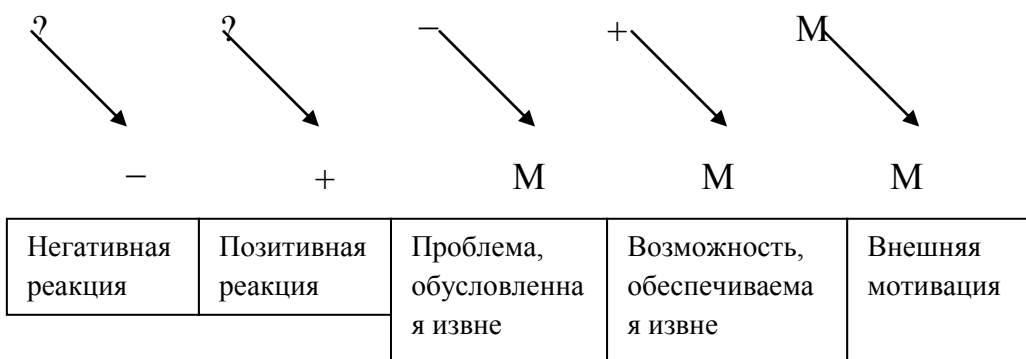 ? ? − + М
− + М М М
Негативная реакция
Позитивная реакция
Проблема, обусловленна я извне
Возможность, обеспечиваема я извне
Внешняя мотивация